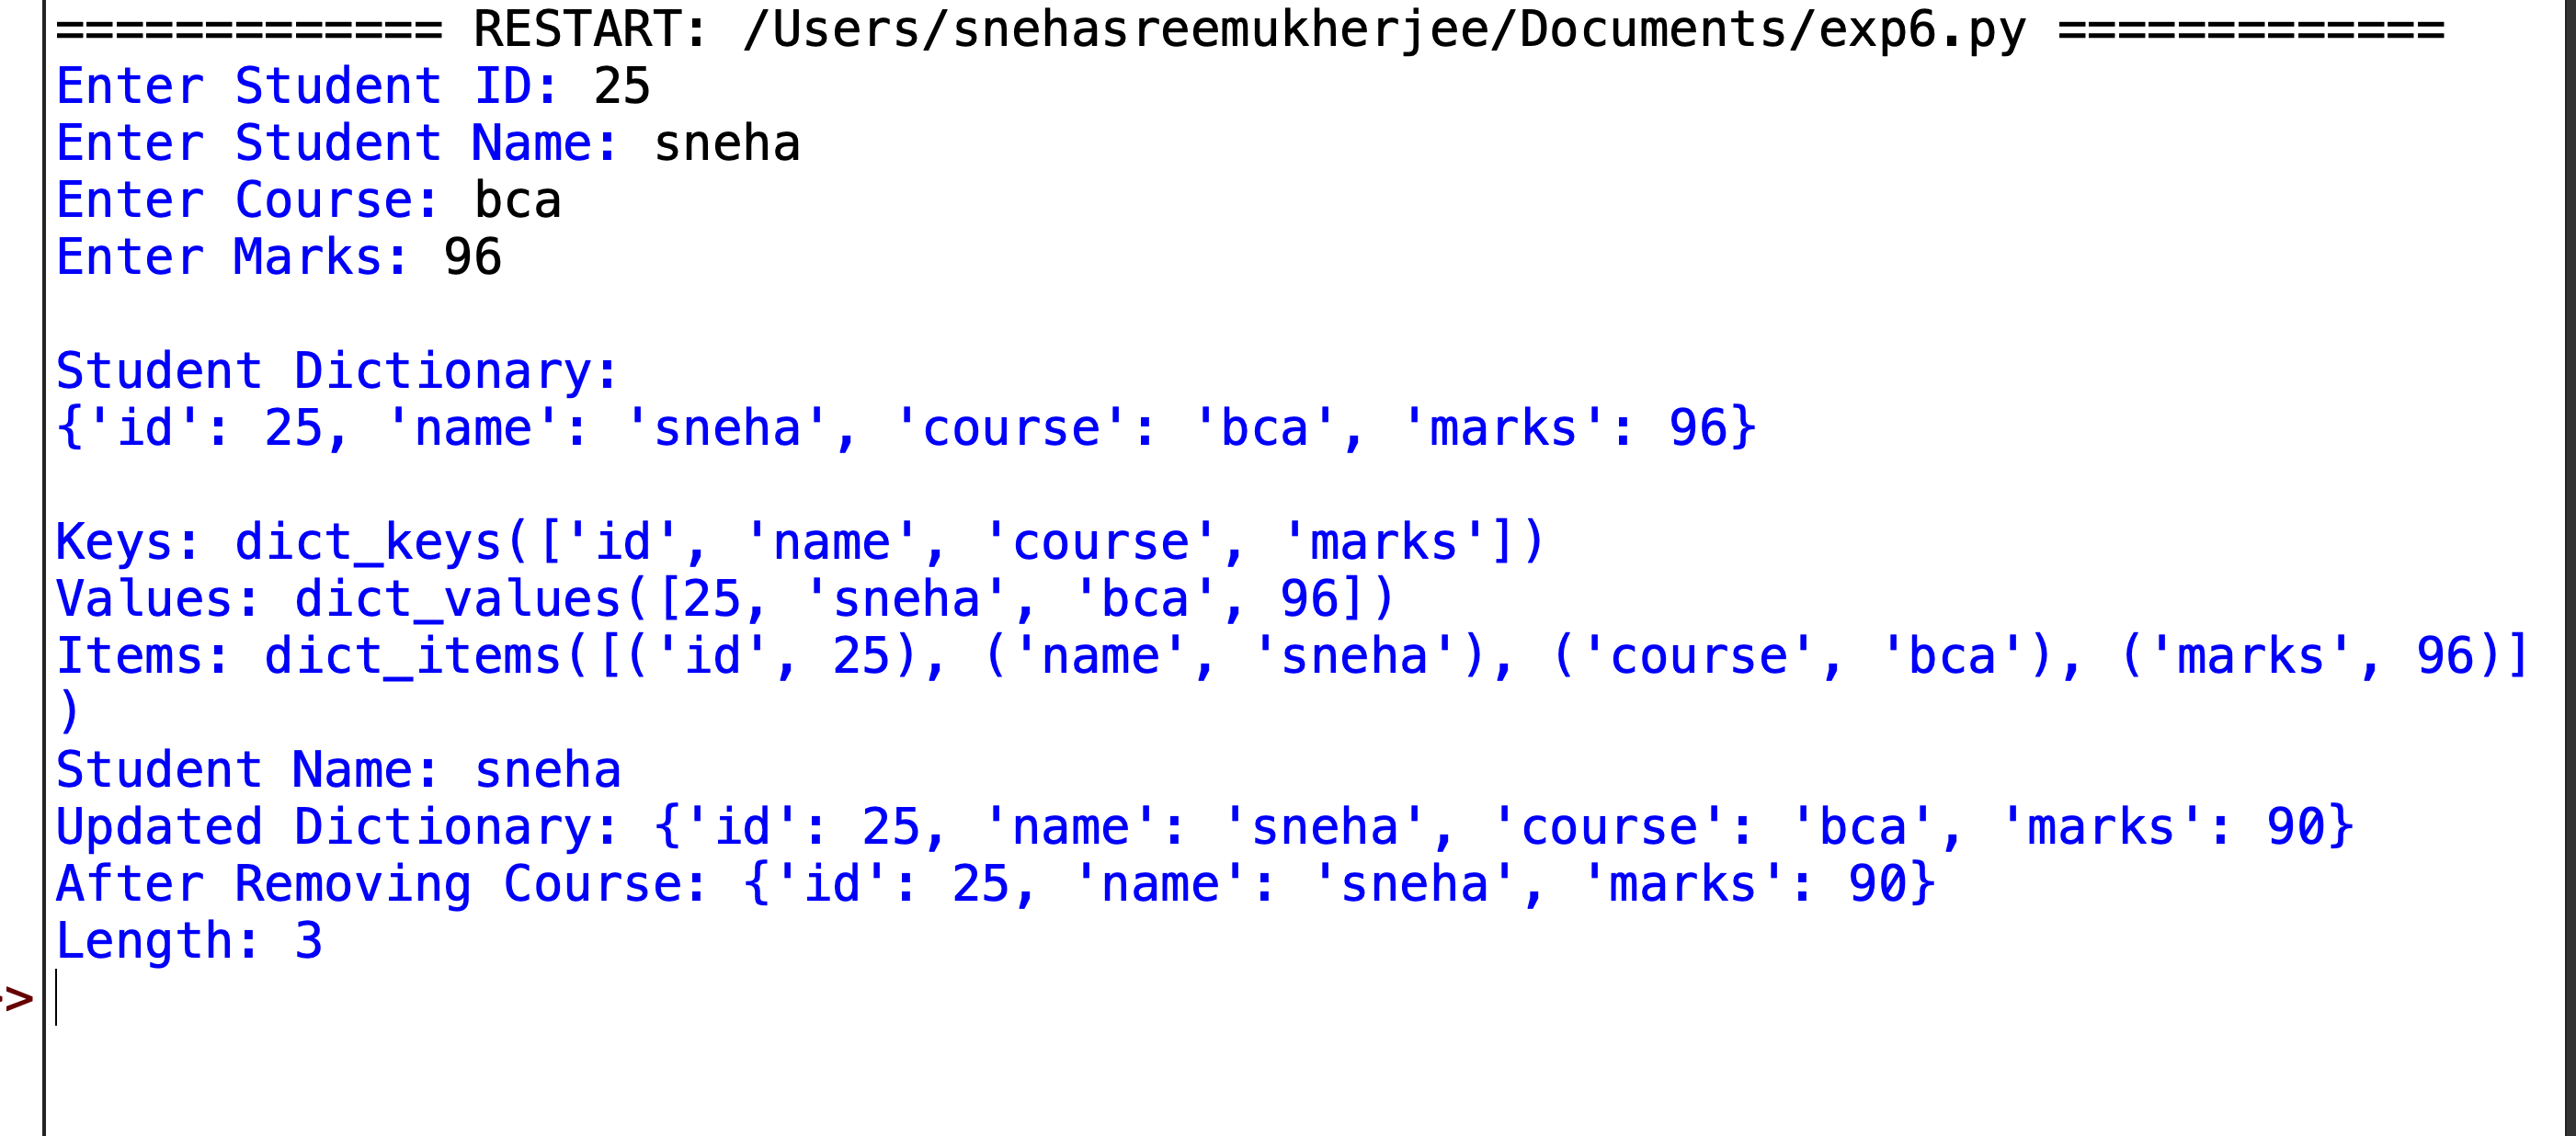 ============= RESTART: /Users/snehasreemukherjee/Documents/exp6.py =============
Enter Student ID: 25
Enter Student Name: sneha
Enter Course: bca
Enter Marks: 96
Student Dictionary:
{'id': 25, 'name': 'sneha', 'course': 'bca', 'marks': 96}
Keys: dict_keys(['id', 'name', 'course', 'marks'])
Values: dict_values([25, 'sneha', 'bca', 96])
Items: dict_items([('id', 25), ('name', 'sneha'), ('course', 'bca'), ('marks', 96)]
)
Student Name: sneha
Updated Dictionary: {'id': 25, 'name': 'sneha', 'course': 'bca', 'marks': 90}
After Removing Course: {'id': 25, 'name': 'sneha', 'marks': 90}
Length: 3
>